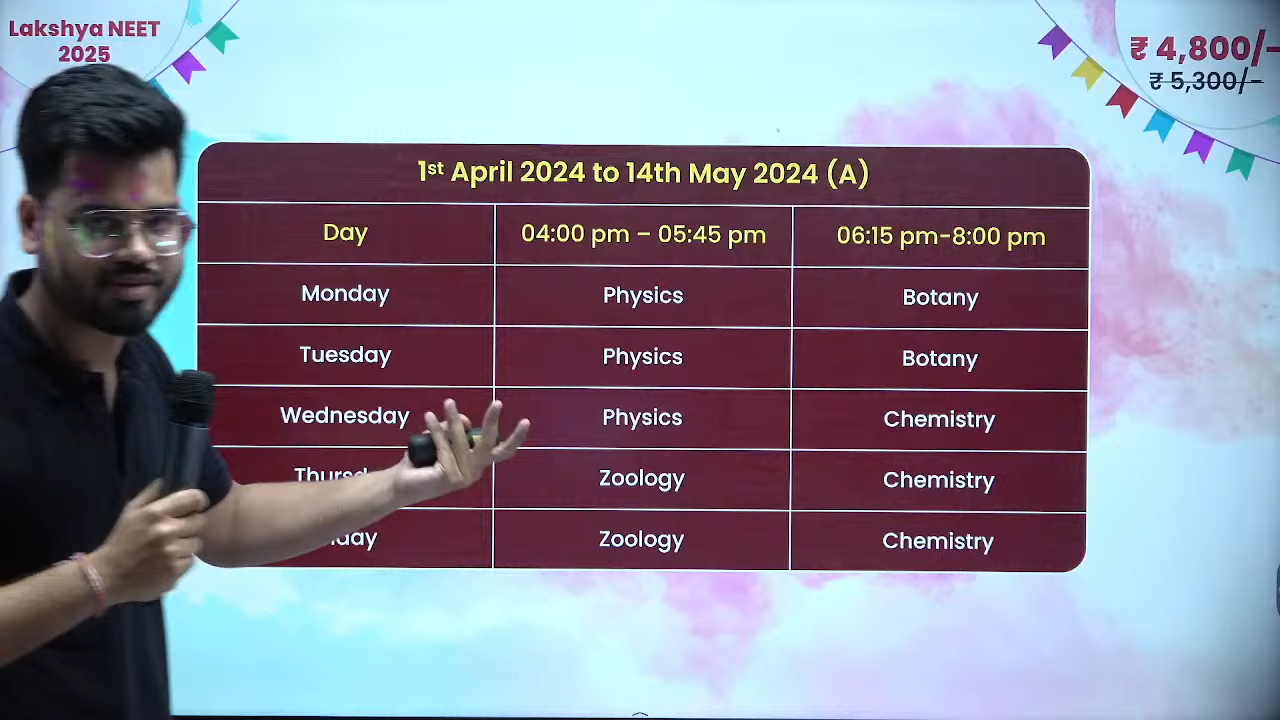 Lakshya NEET
2025
₹ 4,800/-
₹ 5,300/-
1st April 2024 to 14th May 2024 (A)
Day 04:00 pm – 05:45 pm 06:15 pm-8:00 pm
Monday Physics Botany
Tuesday Physics Botany
Wednesday Physics Chemistry
Zoology Chemistry
Zoology Chemistry